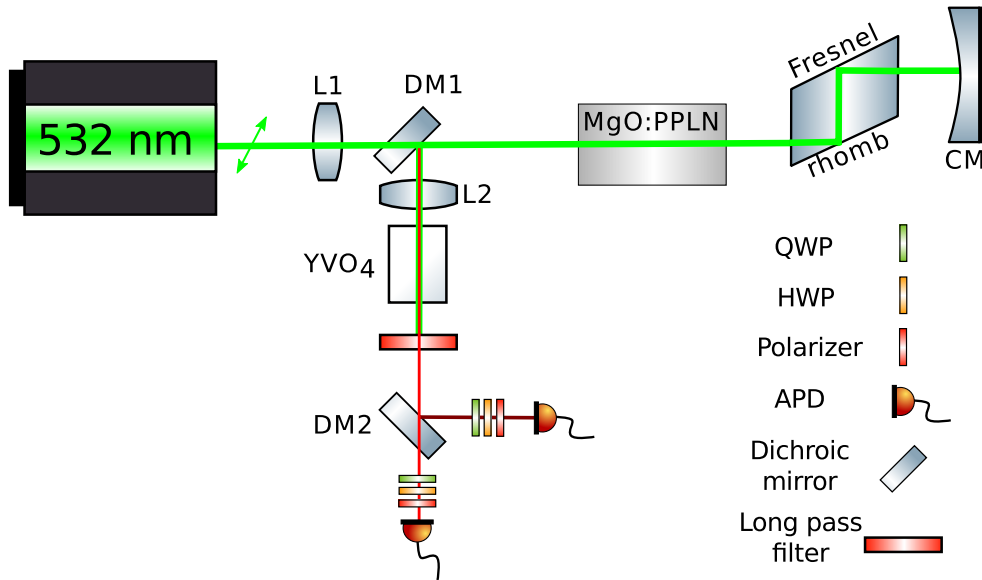 532 nm
L1
DM1
L2
YVO4
MgO:PPLN
Fresnel
rhomb
CM
DM2
QWP
HWP
Polarizer
APD
Dichroic
mirror
Long pass
filter